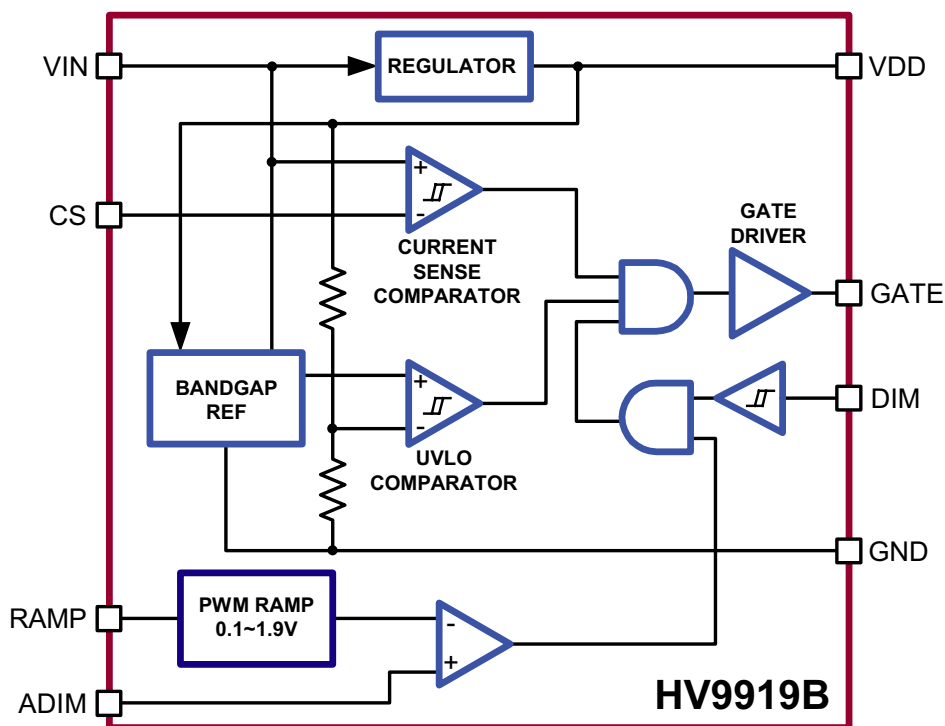 VIN
REGULATOR
VDD
+
-
CS
CURRENT
SENSE
COMPARATOR
GATE
DRIVER
GATE
BANDGAP
REF
+
-
DIM
UVLO
COMPARATOR
GND
RAMP
PWM RAMP
0.1~1.9V
-
+
ADIM
HV9919B